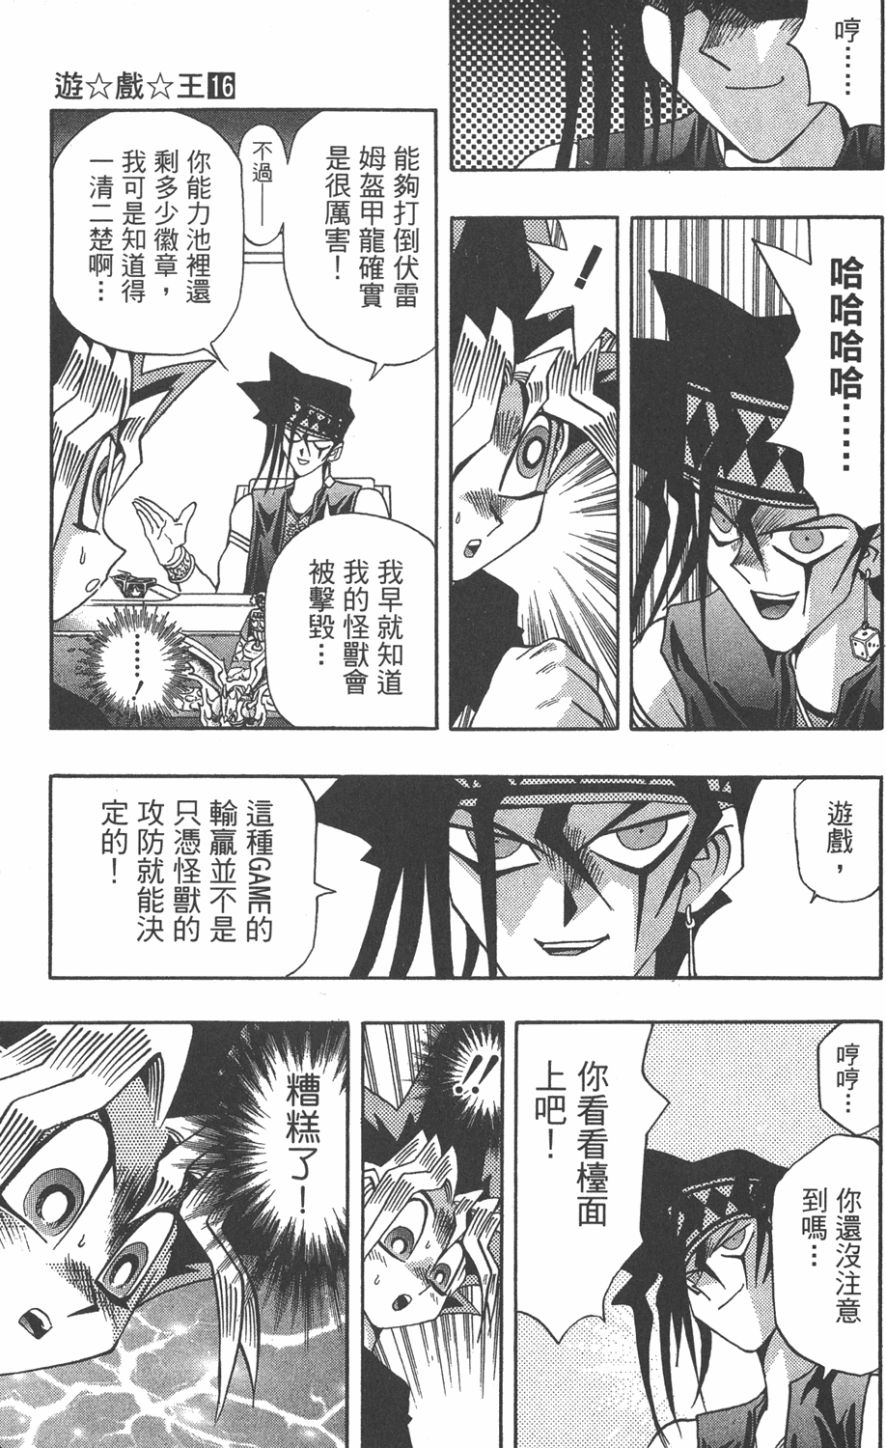 遊☆戲☆王16
哼……
哈哈哈哈……
！
能夠打倒伏雷
姆盔甲龍確實
是很厲害！
不過——
你能力池裡還
剩多少徽章，
我可是知道得
一清二楚啊…
我早就知道
我的怪獸會
被擊毀…
……！
遊戲，
這種GAME的
輸贏並不是
只憑怪獸的
攻防就能決
定的！
哼哼…
你還沒注意
到嗎…
你看看檯面
上吧！
…！！
糟糕了！